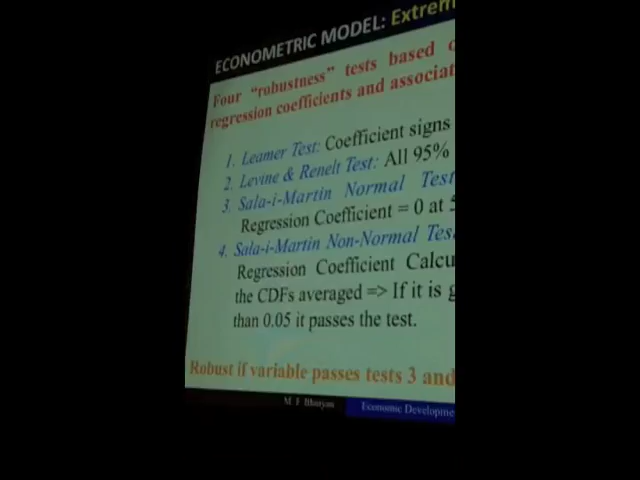 ECONOMETRIC MODEL: Extrem
Four “robustness” tests based
regression coefficients and associat
1. Leamer Test: Coefficient signs
2. Levine & Renelt Test: All 95%
3. Sala-i-Martin Normal Test
Regression Coefficient = 0 at 5
4. Sala-i-Martin Non-Normal Test
Regression Coefficient Calcu
the CDFs averaged => If it is g
than 0.05 it passes the test.
Robust if variable passes tests 3 and
M. F. Bhuyan
Economic Developme